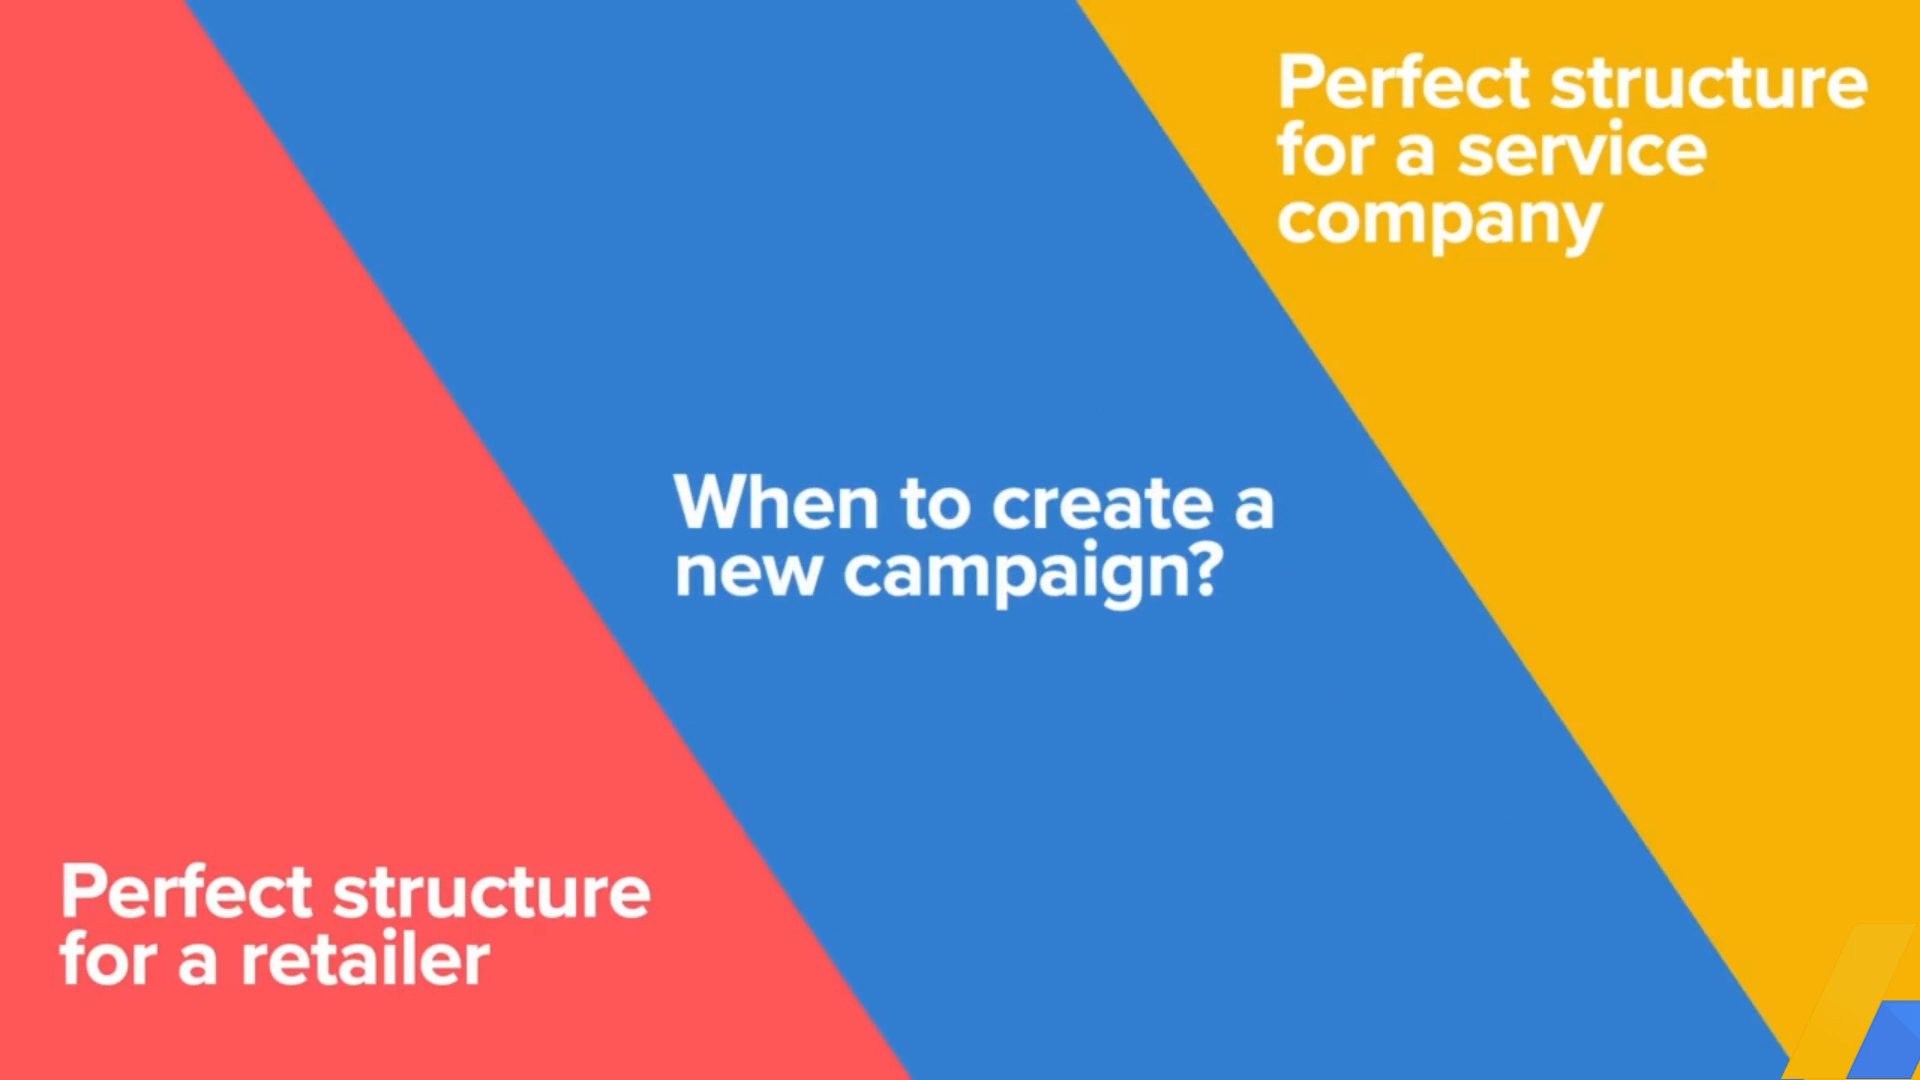 Perfect structure
for a service
company
When to create a
new campaign?
Perfect structure
for a retailer